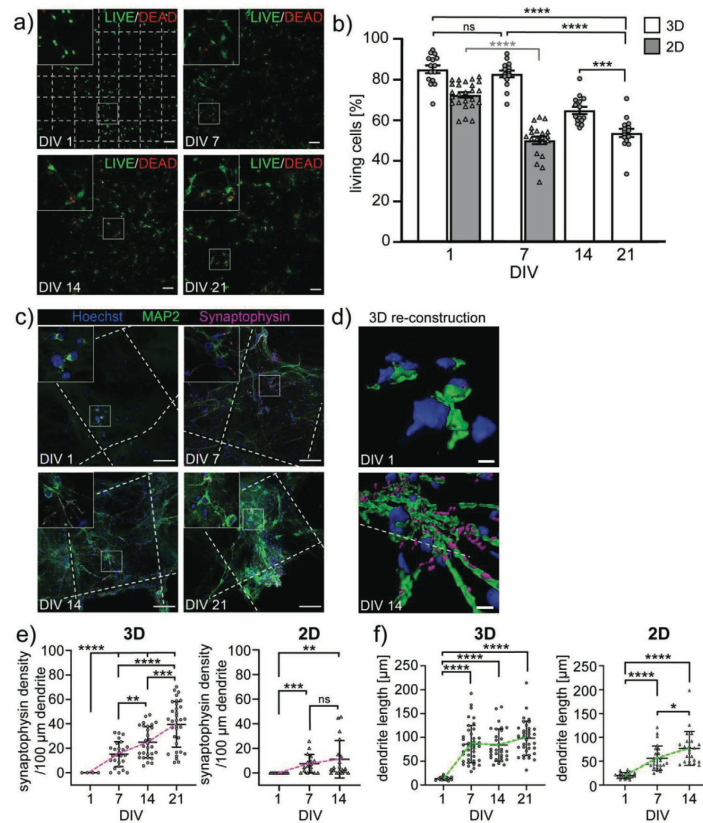 a)
LIVE/DEAD
LIVE/DEAD
DIV 1
DIV 7
LIVE/DEAD
LIVE/DEAD
DIV 14
DIV 21
b)
****
ns
****
****
***
3D
2D
living cells [%]
100
80
60
40
20
0
1
7
14
21
DIV
c)
Hoechst MAP2 Synaptophysin
DIV 1
DIV 7
DIV 14
DIV 21
d)
3D re-construction
DIV 1
DIV 14
e)
3D
****
****
***
**
synaptophysin density
/100 µm dendrite
100
80
60
40
20
0
1
7
14
21
DIV
2D
**
***
ns
synaptophysin density
/100 µm dendrite
100
80
60
40
20
0
1
7
14
f)
3D
****
****
****
dendrite length [µm]
250
200
150
100
50
0
1
7
14
21
DIV
2D
****
****
*
dendrite length [µm]
250
200
150
100
50
0
1
7
14